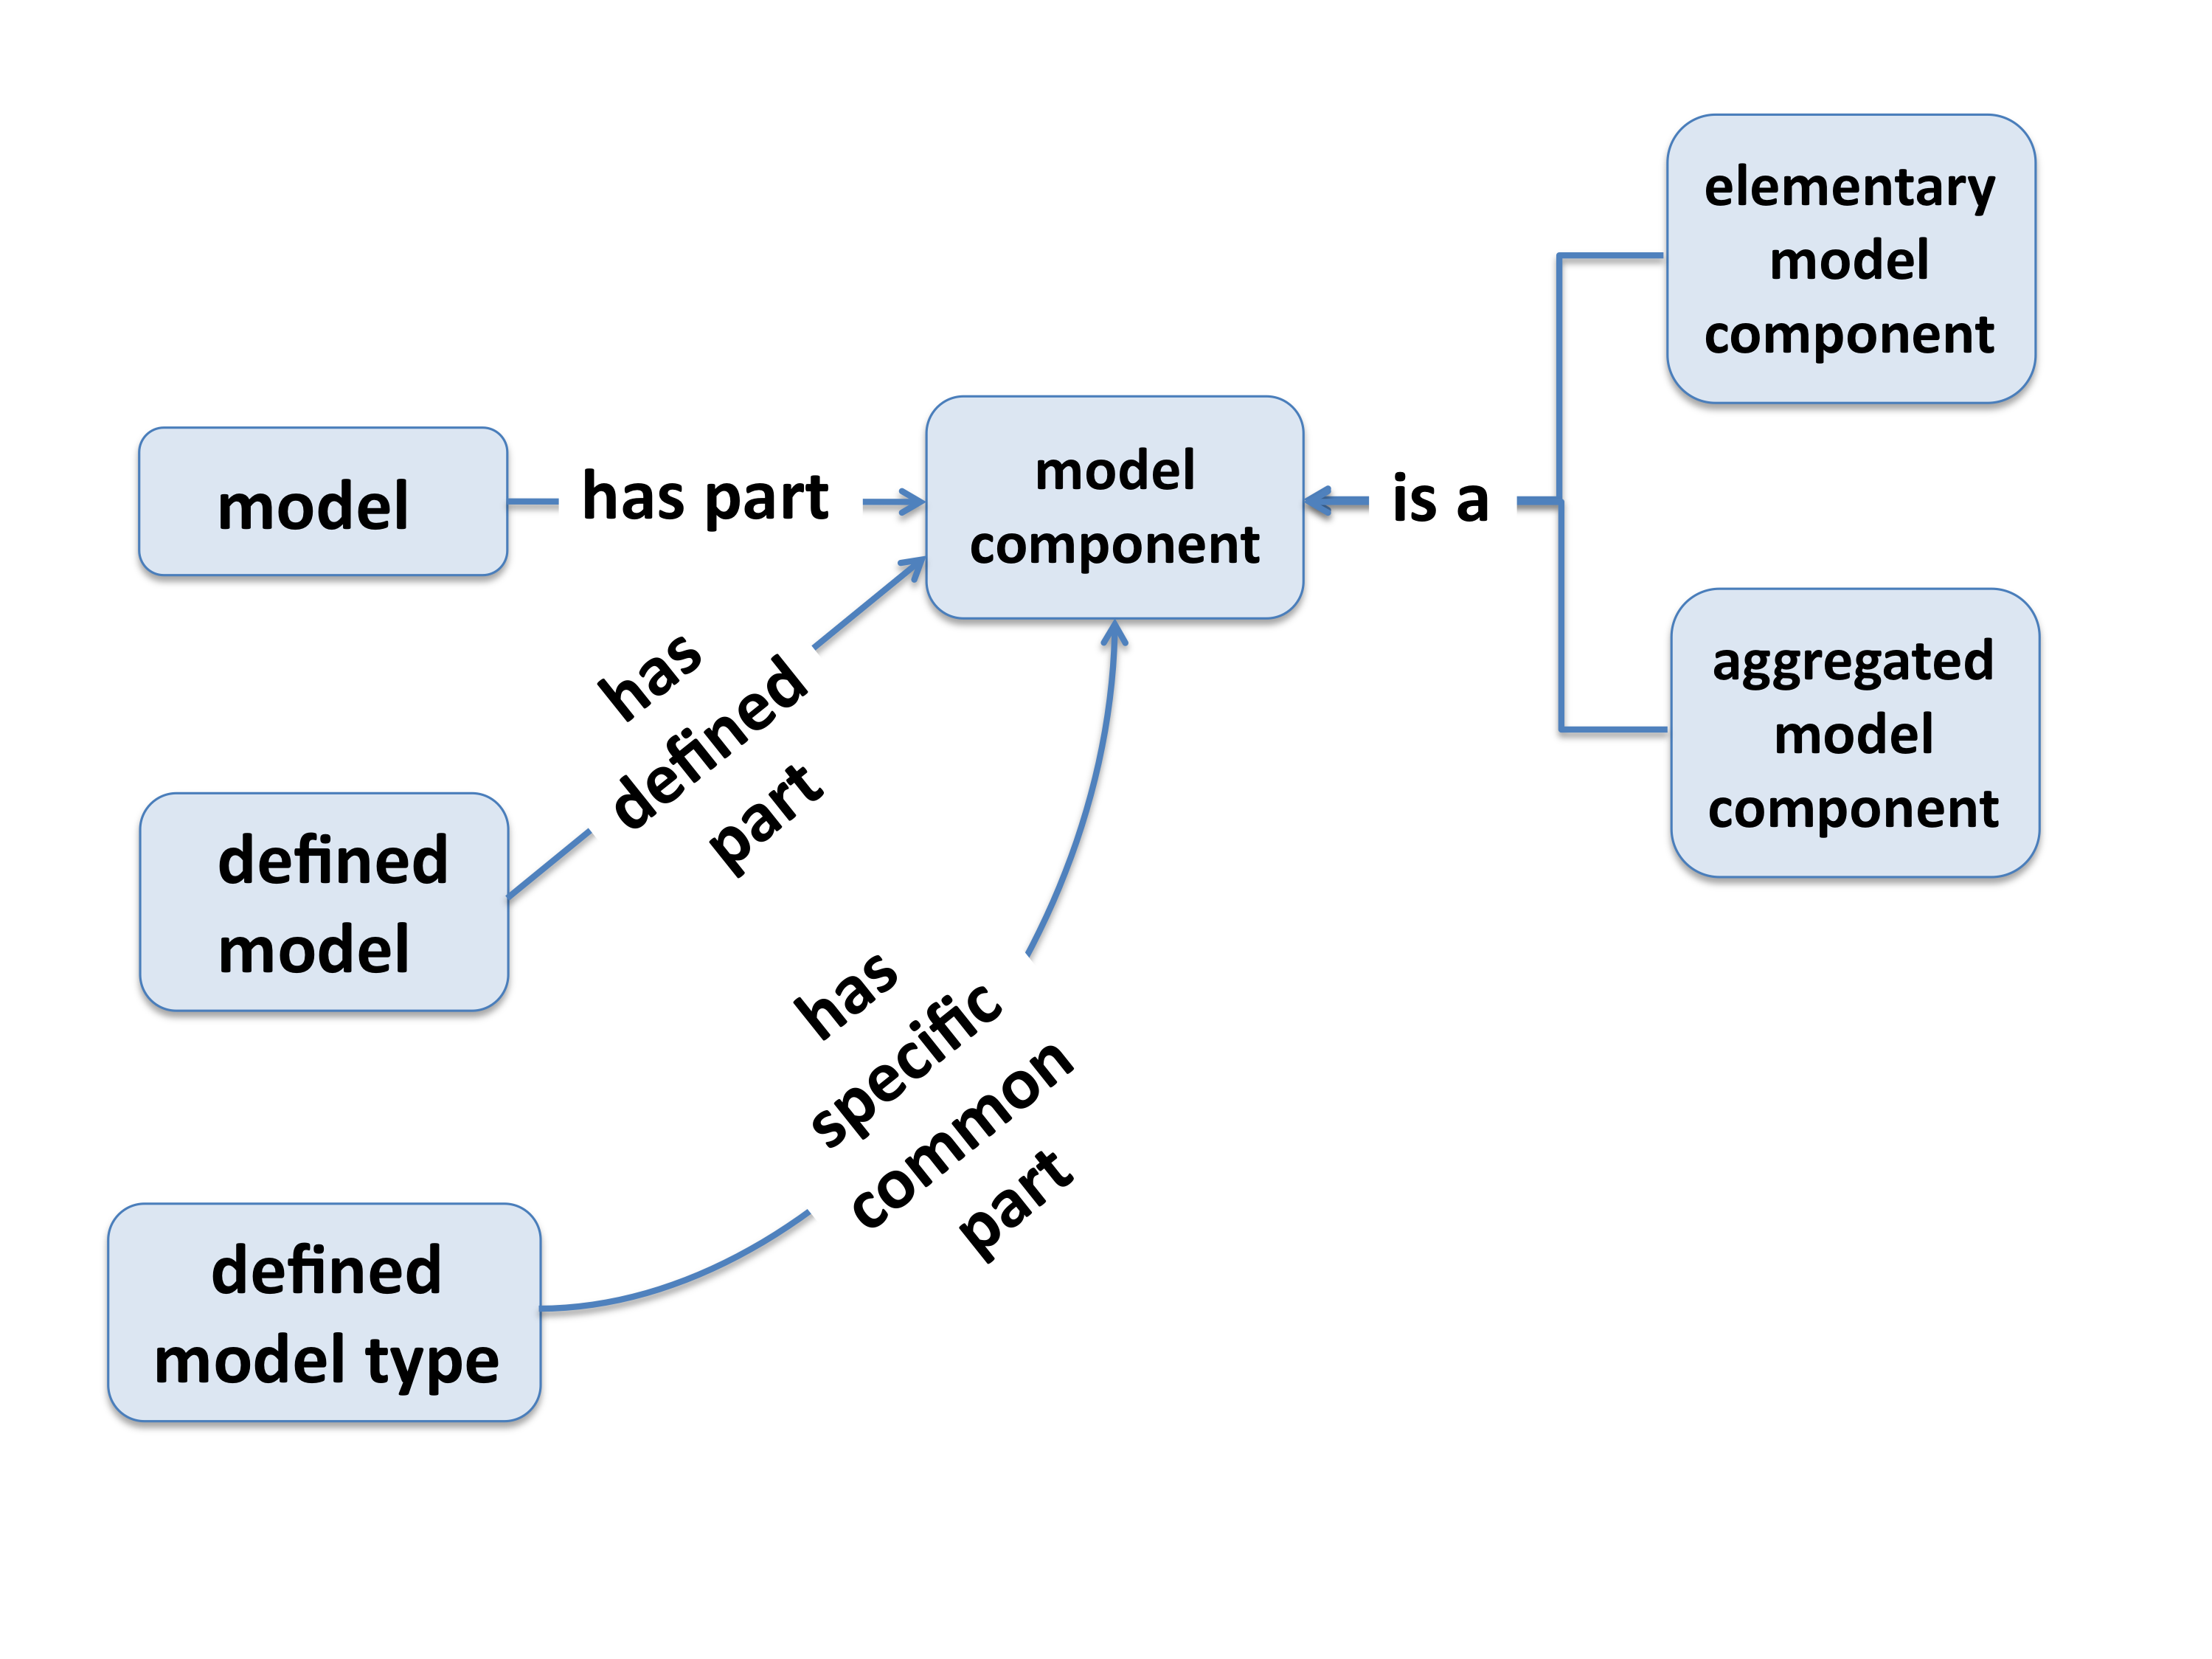 elementary
model
component
model
has part
model
component
is a
aggregated
model
component
has
defined
part
defined
model
has
specific
common
part
defined
model type